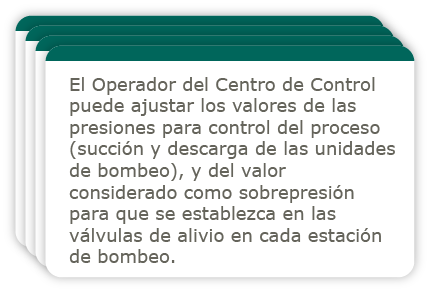 El Operador del Centro de Control
puede ajustar los valores de las
presiones para control del proceso
(succión y descarga de las unidades
de bombeo), y del valor
considerado como sobrepresión
para que se establezca en las
válvulas de alivio en cada estación
de bombeo.